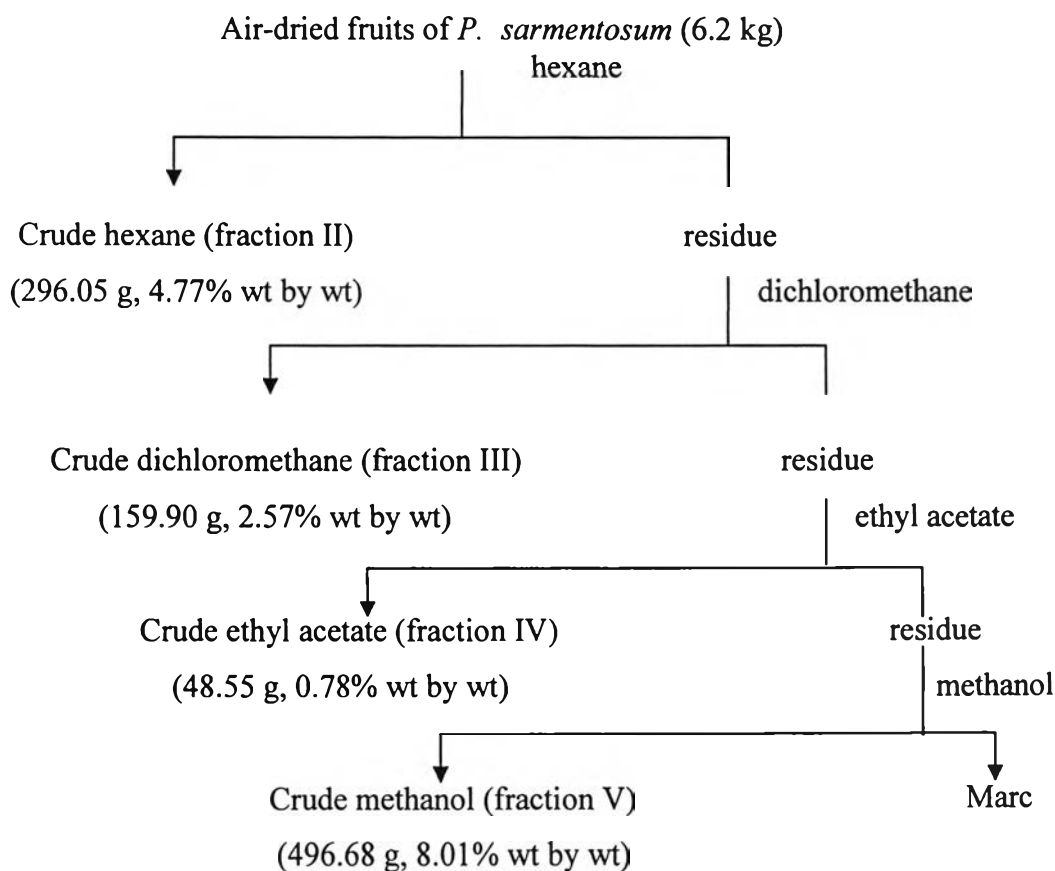 Air-dried fruits of P. sarmentosum (6.2 kg)
hexane
Crude hexane (fraction II)
(296.05 g, 4.77% wt by wt)
residue
dichloromethane
Crude dichloromethane (fraction III)
(159.90 g, 2.57% wt by wt)
residue
ethyl acetate
Crude ethyl acetate (fraction IV)
(48.55 g, 0.78% wt by wt)
residue
methanol
Crude methanol (fraction V)
(496.68 g, 8.01% wt by wt)
Marc